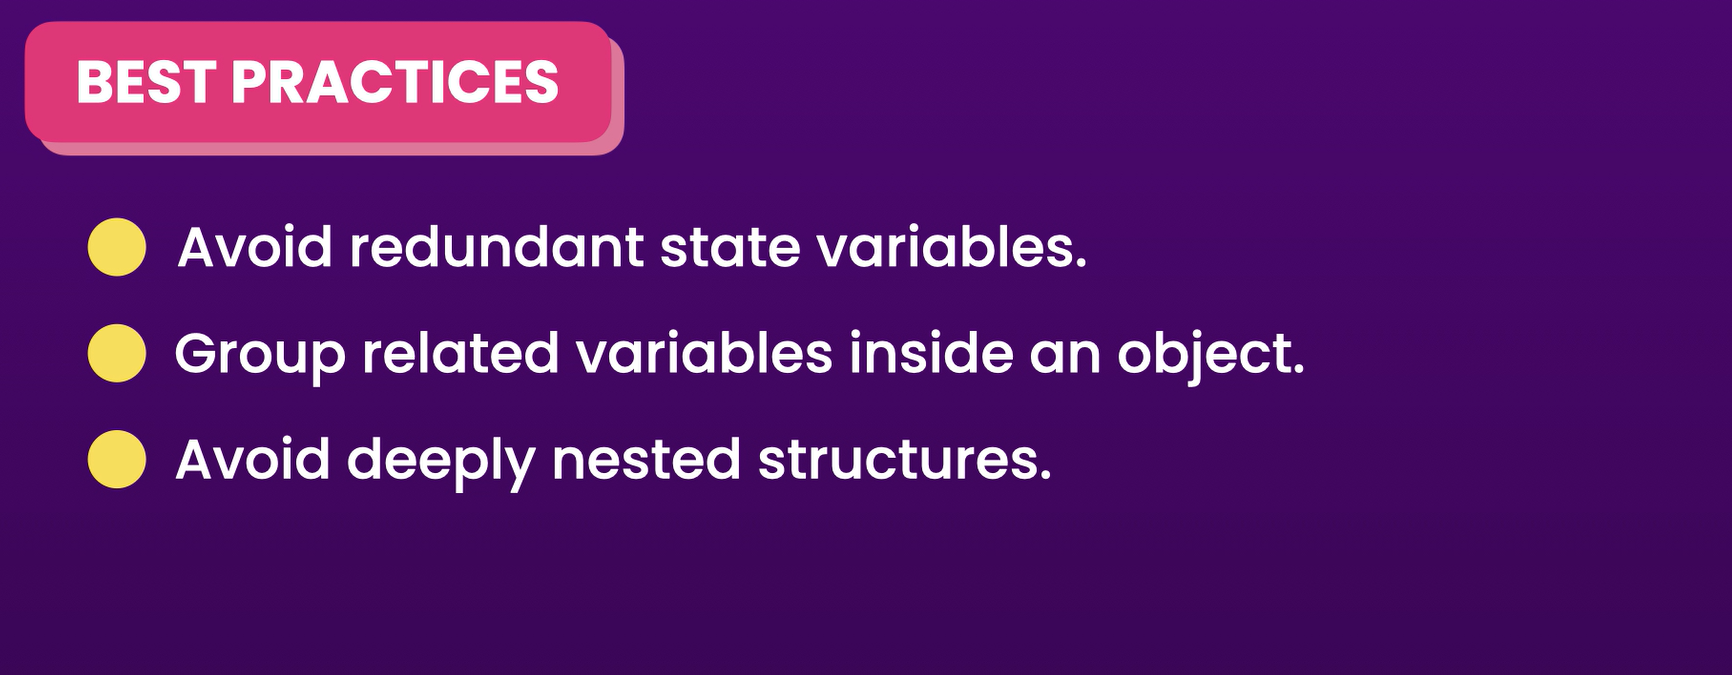 BEST PRACTICES
Avoid redundant state variables.
Group related variables inside an object.
Avoid deeply nested structures.